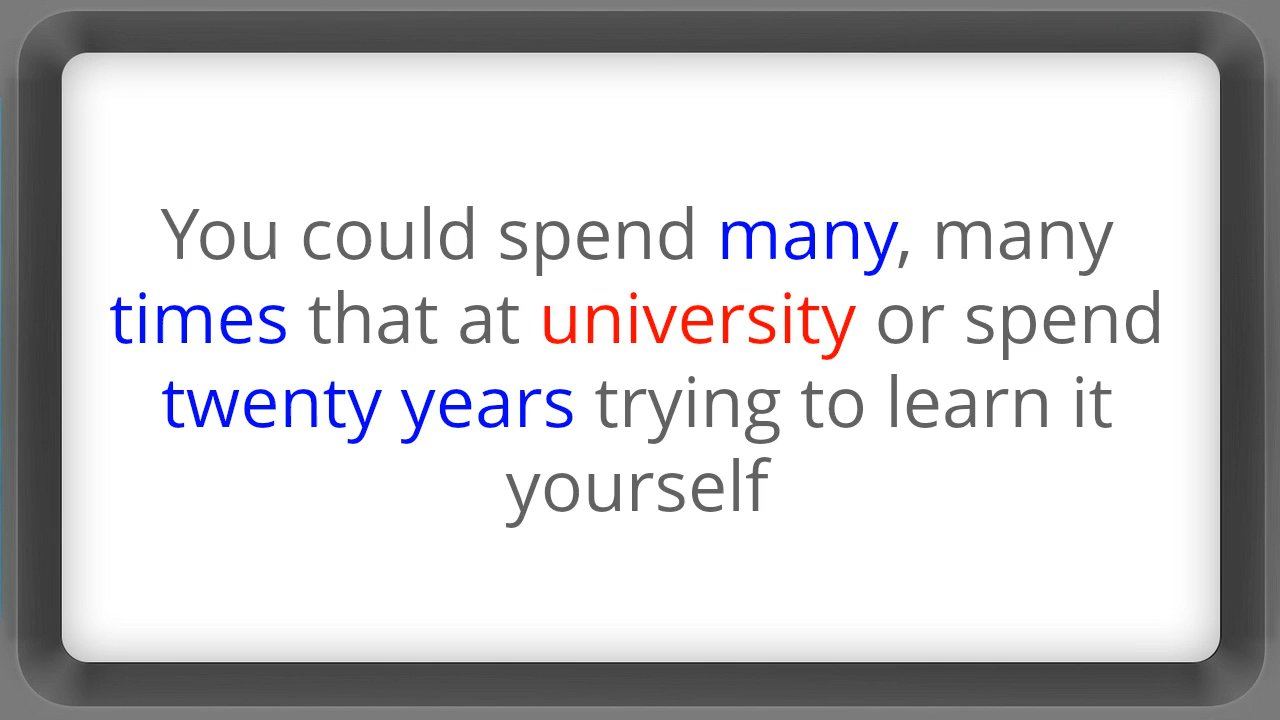 You could spend many, many
times that at university or spend
twenty years trying to learn it
yourself